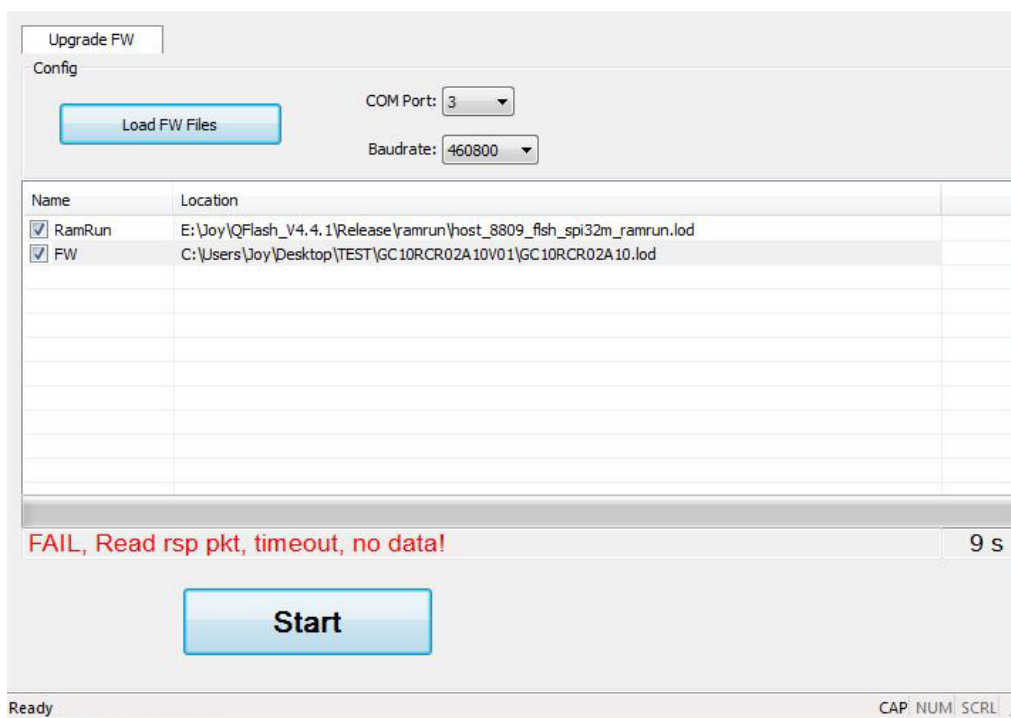 Upgrade FW
Config
Load FW Files
COM Port: 3
Baudrate: 460800
Name Location
RamRun E:\Joy\QFlash_V4.4.1\Release\ramrun\host_8809_flsh_spi32m_ramrun.lod
FW C:\Users\Joy\Desktop\TEST\GC10RCR02A10V01\GC10RCR02A10.lod
FAIL, Read rsp pkt, timeout, no data! 9 s
Start
Ready CAP NUM SCRL